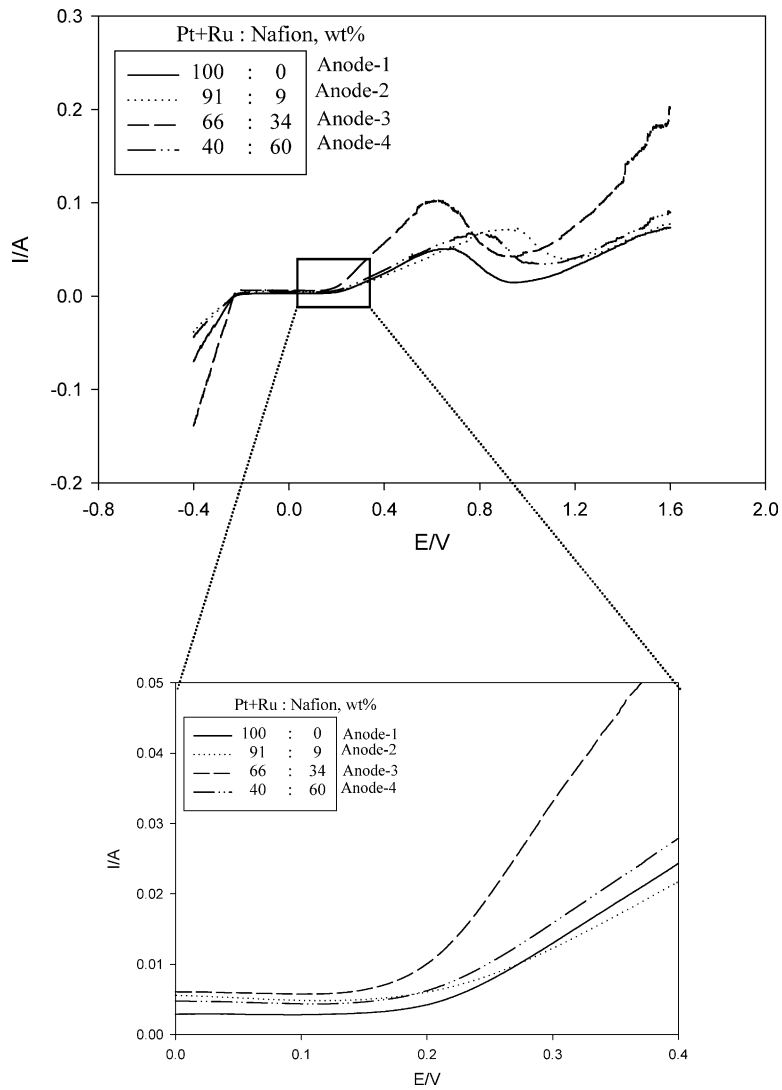 Pt+Ru : Nafion, wt%
100 : 0 Anode-1
91 : 9 Anode-2
66 : 34 Anode-3
40 : 60 Anode-4
0.3
0.2
0.1
0.0
-0.1
-0.2
I/A
-0.8 -0.4 0.0 0.4 0.8 1.2 1.6 2.0
E/V
Pt+Ru : Nafion, wt%
100 : 0 Anode-1
91 : 9 Anode-2
66 : 34 Anode-3
40 : 60 Anode-4
0.05
0.04
0.03
0.02
0.01
0.00
I/A
0.0 0.1 0.2 0.3 0.4
E/V